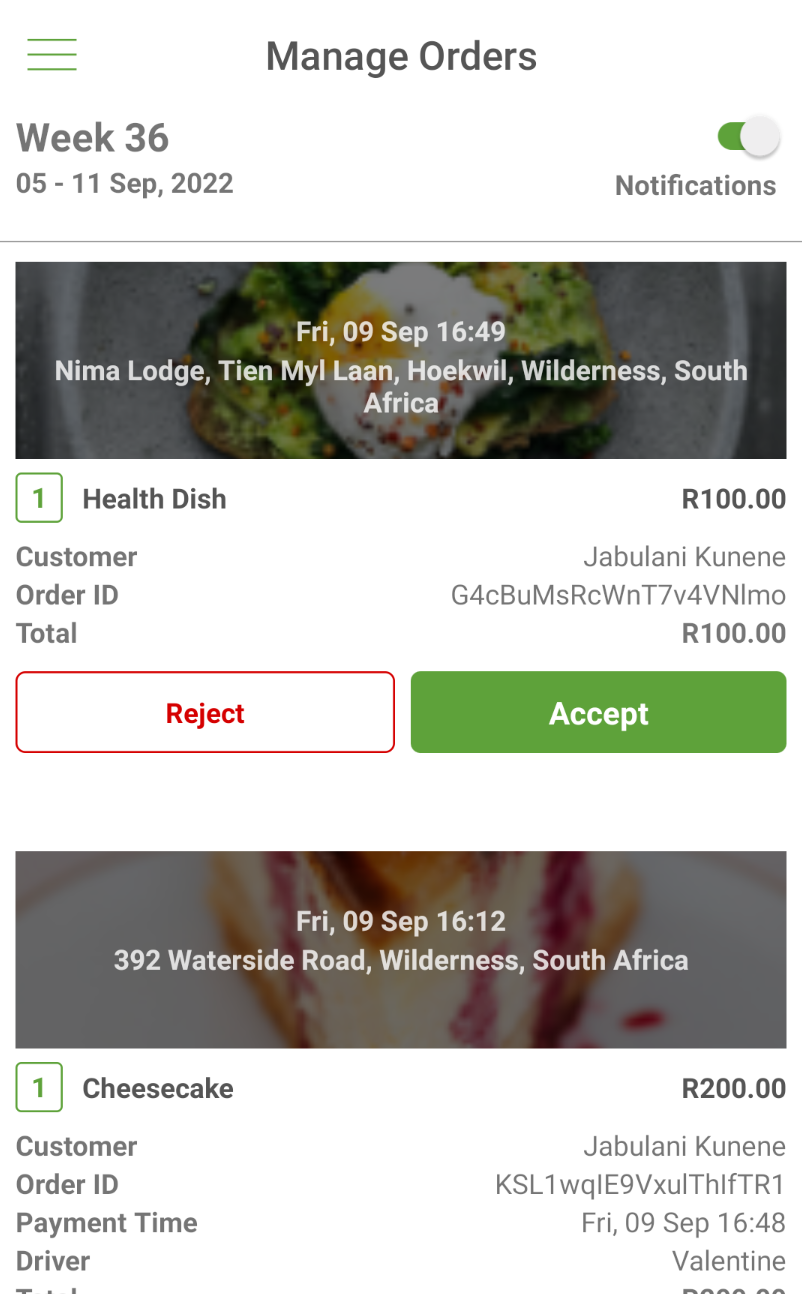 Manage Orders
Week 36
05 - 11 Sep, 2022
Notifications
Fri, 09 Sep 16:49
Nima Lodge, Tien Myl Laan, Hoekwil, Wilderness, South
Africa
1 Health Dish R100.00
Customer Jabulani Kunene
Order ID G4cBuMsRcWnT7v4VNlmo
Total R100.00
Reject Accept
Fri, 09 Sep 16:12
392 Waterside Road, Wilderness, South Africa
1 Cheesecake R200.00
Customer Jabulani Kunene
Order ID KSL1wqIE9VxulThIfTR1
Payment Time Fri, 09 Sep 16:48
Driver Valentine